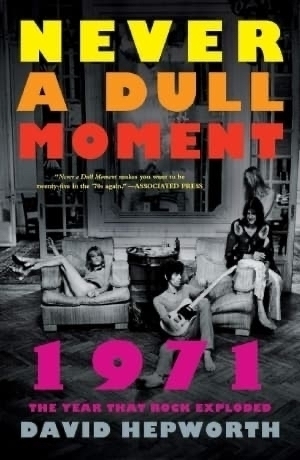 NEVER
A DULL
MOMENT
"Never a Dull Moment makes you want to be
twenty-five in the '70s again."—ASSOCIATED PRESS
1971
THE YEAR THAT ROCK EXPLODED
DAVID HEPWORTH